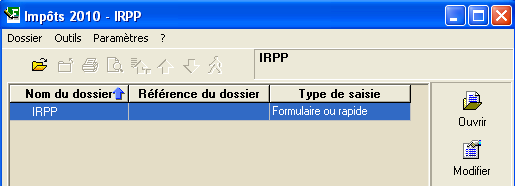 Impôts 2010 - IRPP
Dossier Outils Paramètres ?
IRPP
Nom du dossier Référence du dossier Type de saisie
IRPP Formulaire ou rapide
Ouvrir
Modifier